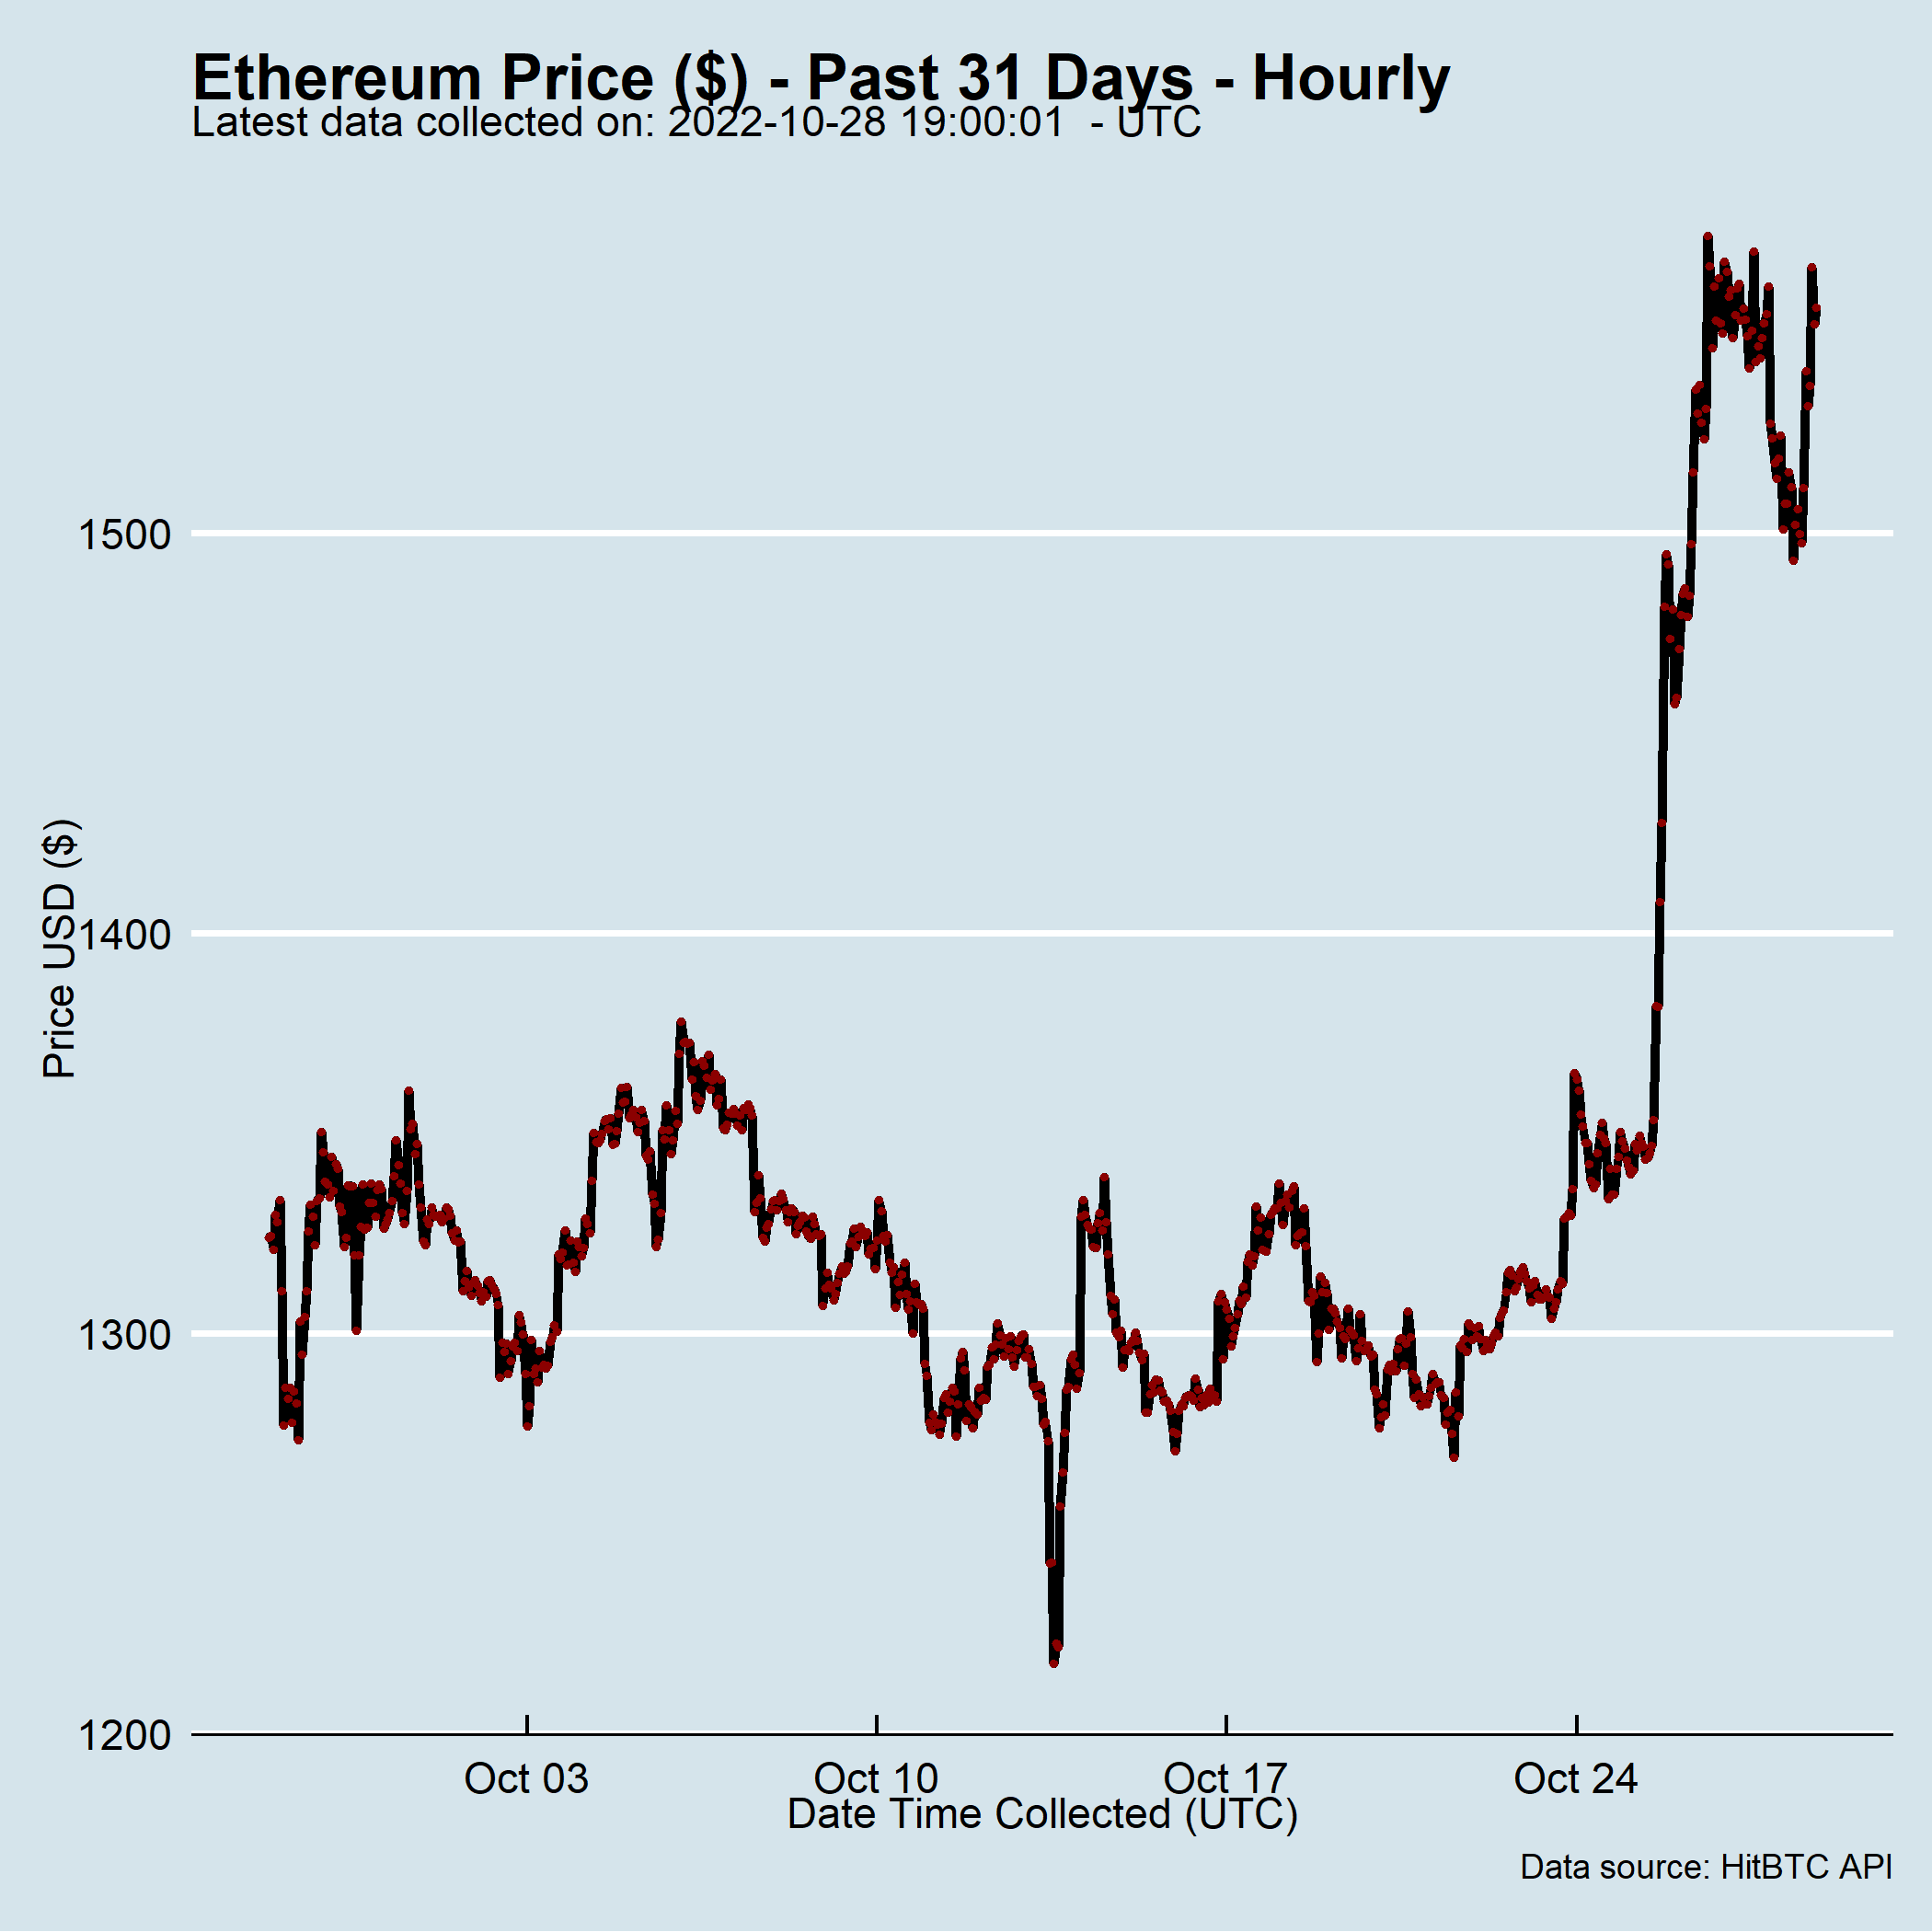 Ethereum Price ($) - Past 31 Days - Hourly
Latest data collected on: 2022-10-28 19:00:01  - UTC
Price USD ($)
1500
1400
1300
1200
Oct 03
Oct 10
Oct 17
Oct 24
Date Time Collected (UTC)
Data source: HitBTC API